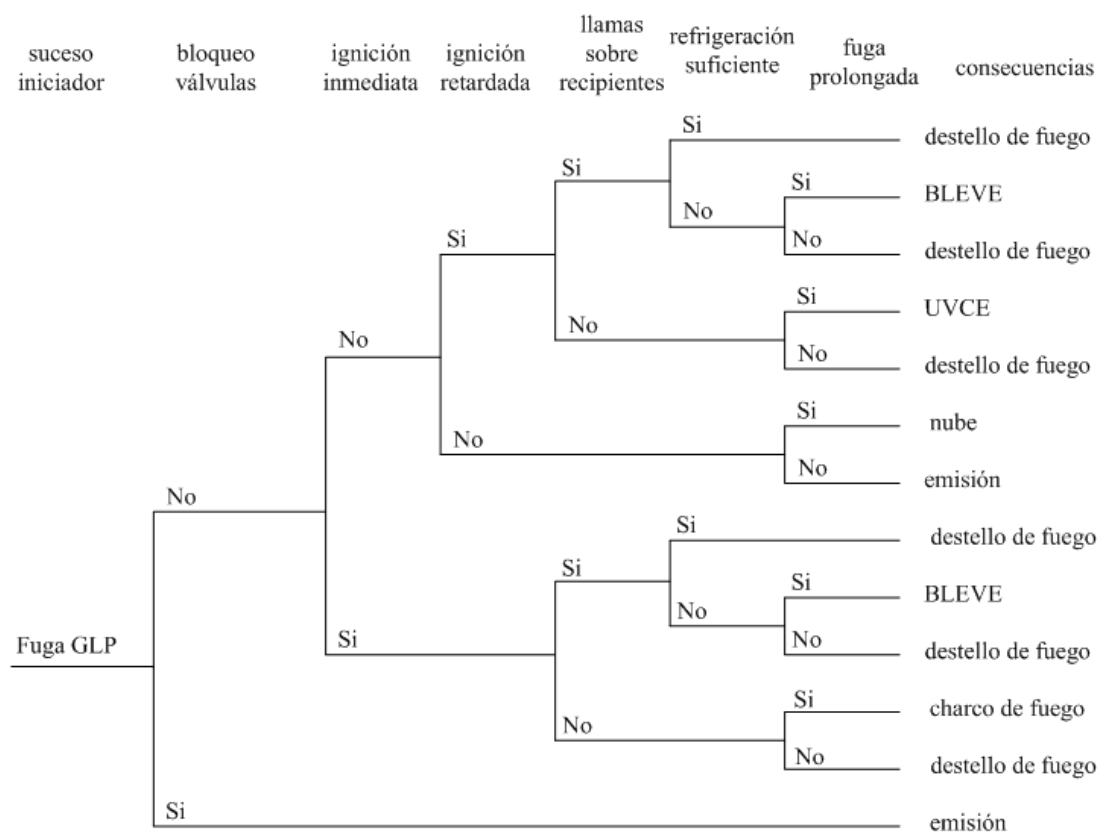 suceso
iniciador
bloqueo
válvulas
ignición
inmediata
ignición
retardada
llamas
sobre
recipientes
refrigeración
suficiente
fuga
prolongada
consecuencias
Si
destello de fuego
Si
Si
BLEVE
No
Si
No
destello de fuego
Si
UVCE
No
No
No
destello de fuego
Si
nube
No
No
emisión
No
Si
destello de fuego
Si
Si
BLEVE
No
Fuga GLP
Si
No
destello de fuego
Si
charco de fuego
No
No
destello de fuego
Si
emisión